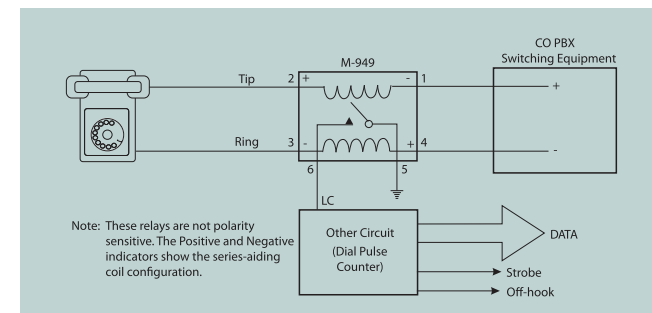 CO PBX
Switching Equipment
M-949
Tip 2 + - 1 +
Ring 3 - + 4 -
6 5
LC
Note: These relays are not polarity
sensitive. The Positive and Negative
indicators show the series-aiding
coil configuration.
Other Circuit
(Dial Pulse
Counter)
DATA
Strobe
Off-hook